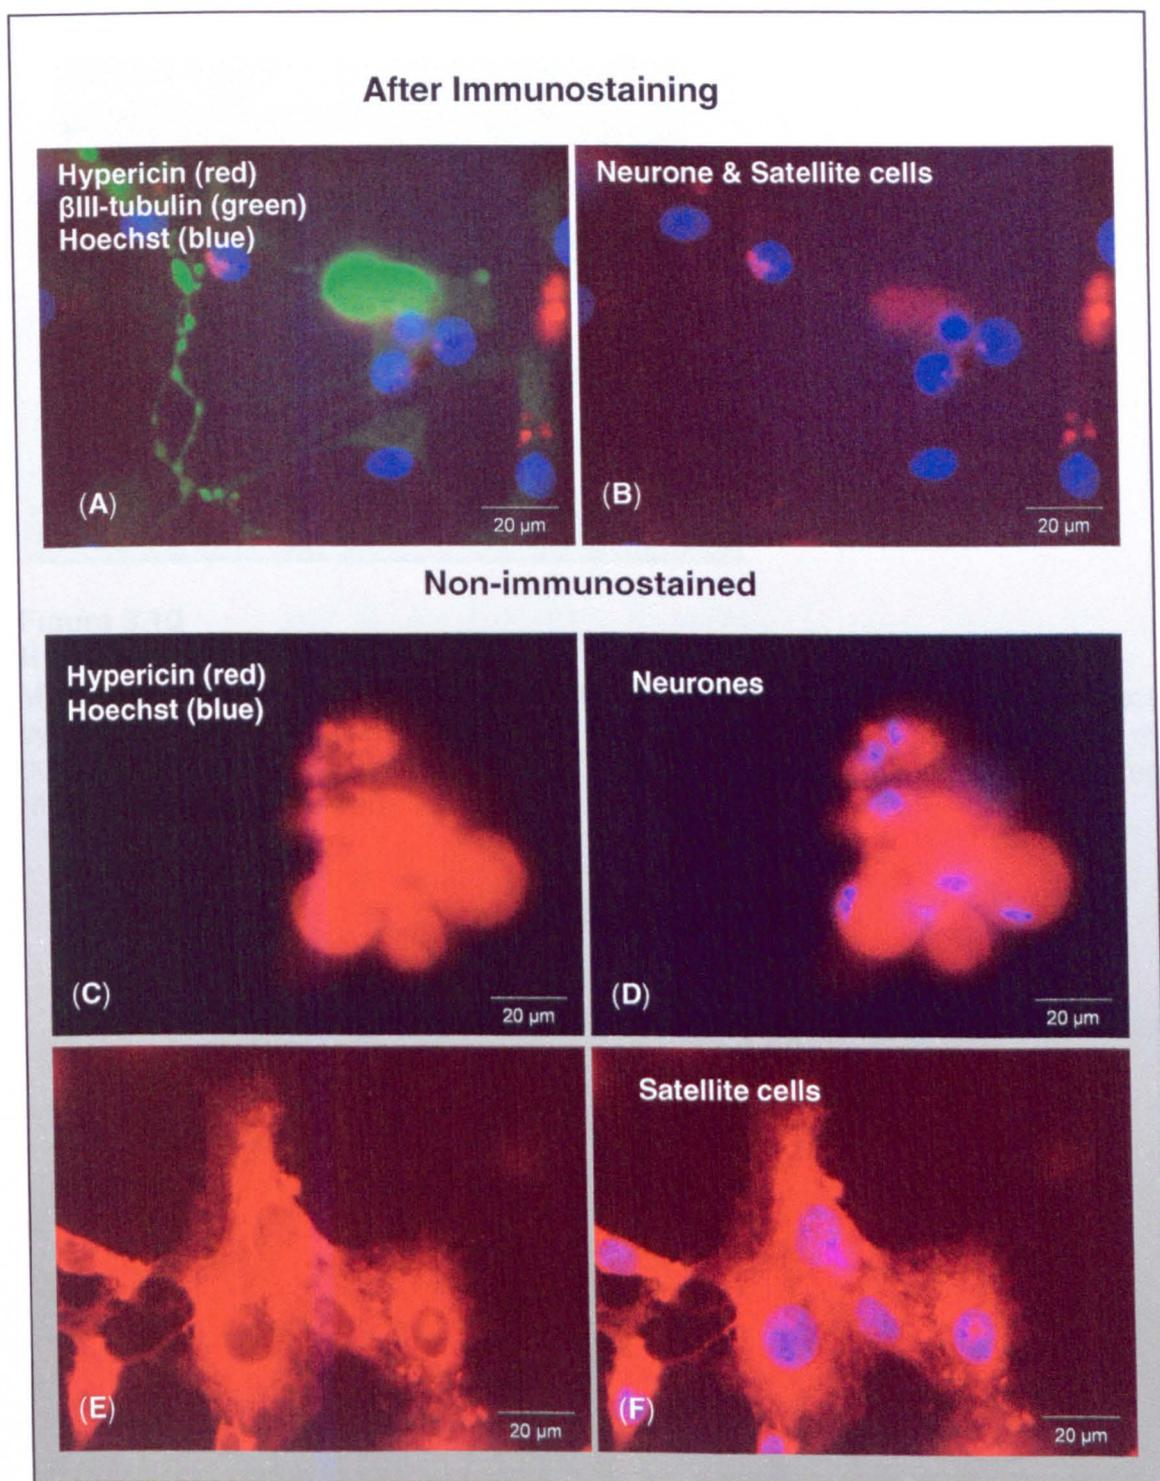 After Immunostaining
Hypericin (red)
βIII-tubulin (green)
Hoechst (blue)
(A)
20 µm
Neurone & Satellite cells
(B)
20 µm
Non-immunostained
Hypericin (red)
Hoechst (blue)
(C)
20 µm
Neurones
(D)
20 µm
(E)
20 µm
Satellite cells
(F)
20 µm